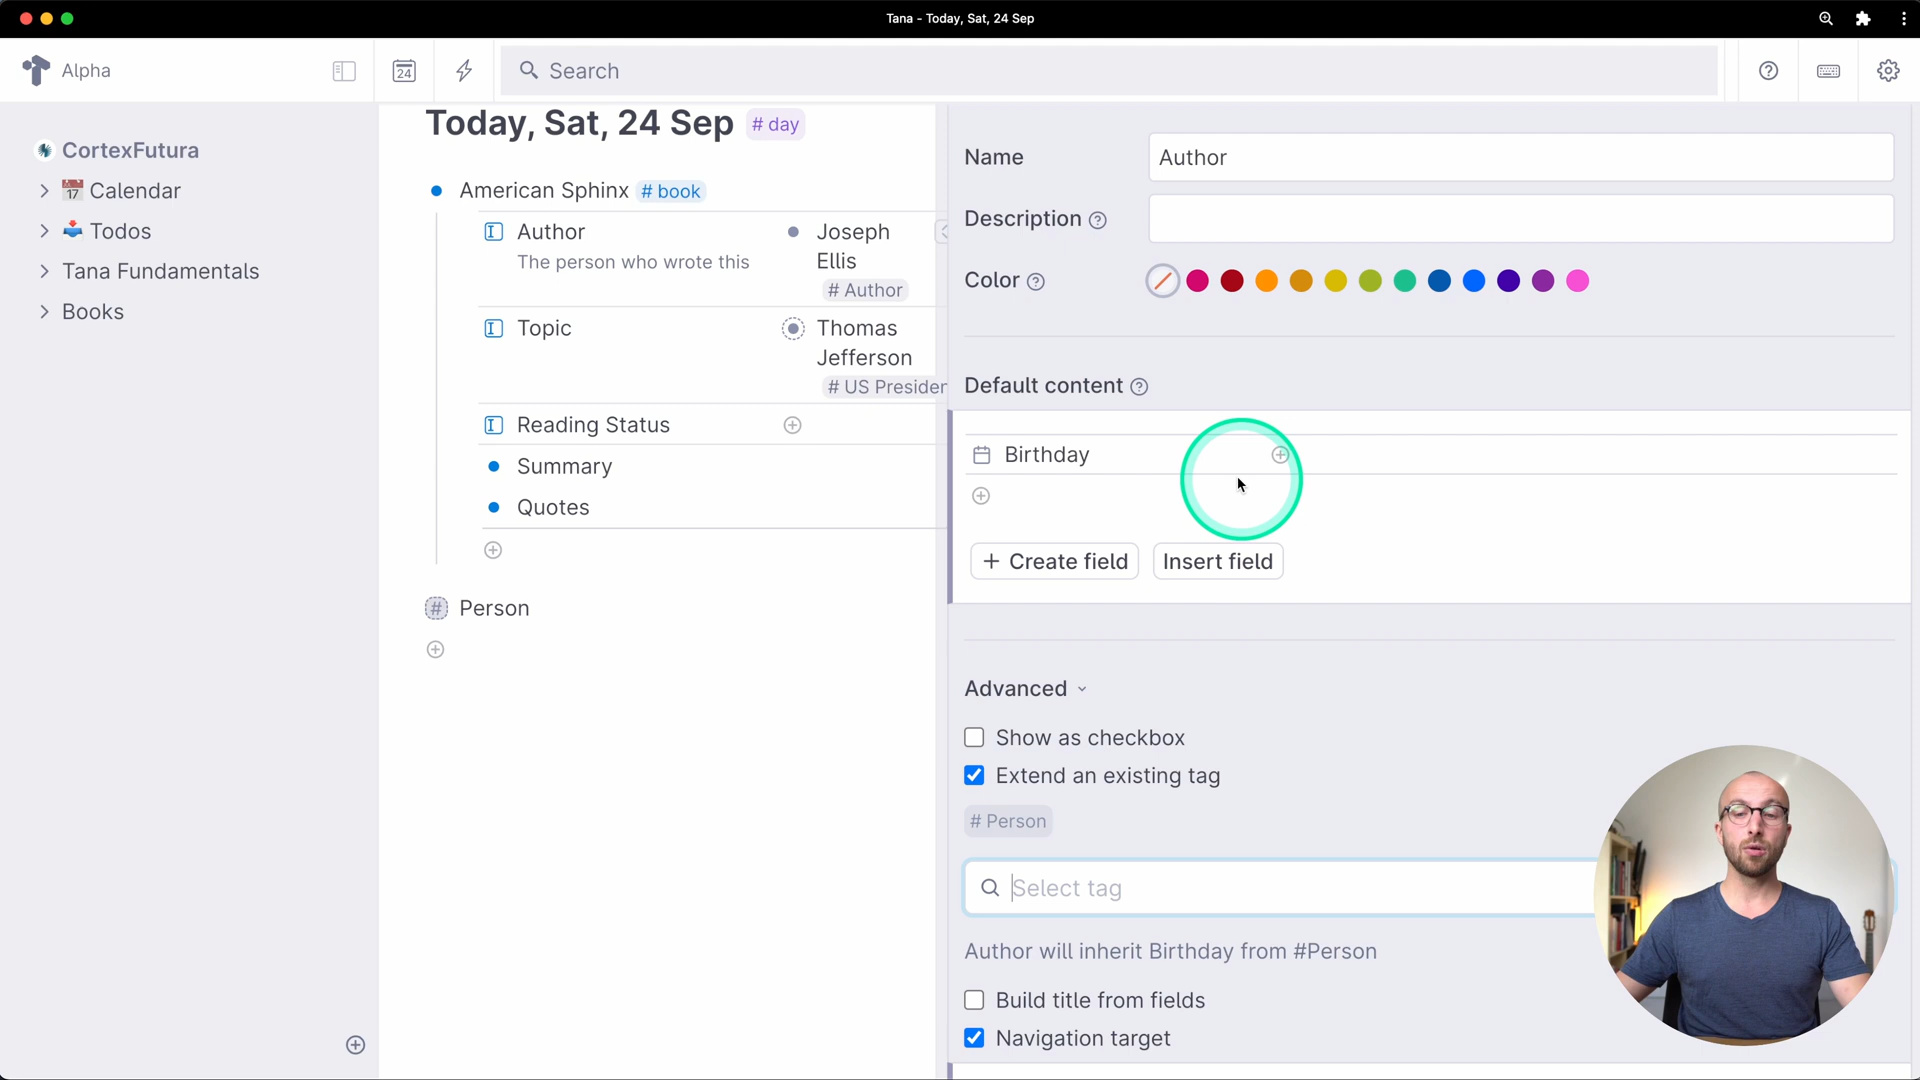 Tana - Today, Sat, 24 Sep
Alpha
24
Search
CortexFutura
Calendar
Todos
Tana Fundamentals
Books
Today, Sat, 24 Sep # day
American Sphinx # book
Author
The person who wrote this
Joseph
Ellis
# Author
Topic
Thomas
Jefferson
# US Presiden
Reading Status
Summary
Quotes
# Person
Name
Author
Description
Color
Default content
Birthday
+ Create field
Insert field
Advanced
Show as checkbox
Extend an existing tag
# Person
Select tag
Author will inherit Birthday from #Person
Build title from fields
Navigation target